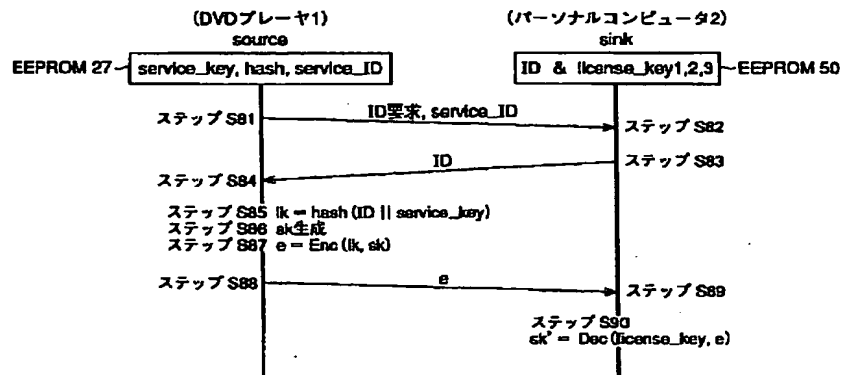 (DVDプレーヤ1) (パーソナルコンピュータ2)
source sink
EEPROM 27 service_key, hash, service_ID ID & license_key1,2,3 EEPROM 50
ステップ S81 ID要求, service_ID ステップ S82
ステップ S84 ID ステップ S83
ステップ S85 lk = hash (ID || service_key)
ステップ S86 sk生成
ステップ S87 e = Enc (lk, sk)
ステップ S88 e ステップ S89
ステップ S90
sk' = Dec (license_key, e)